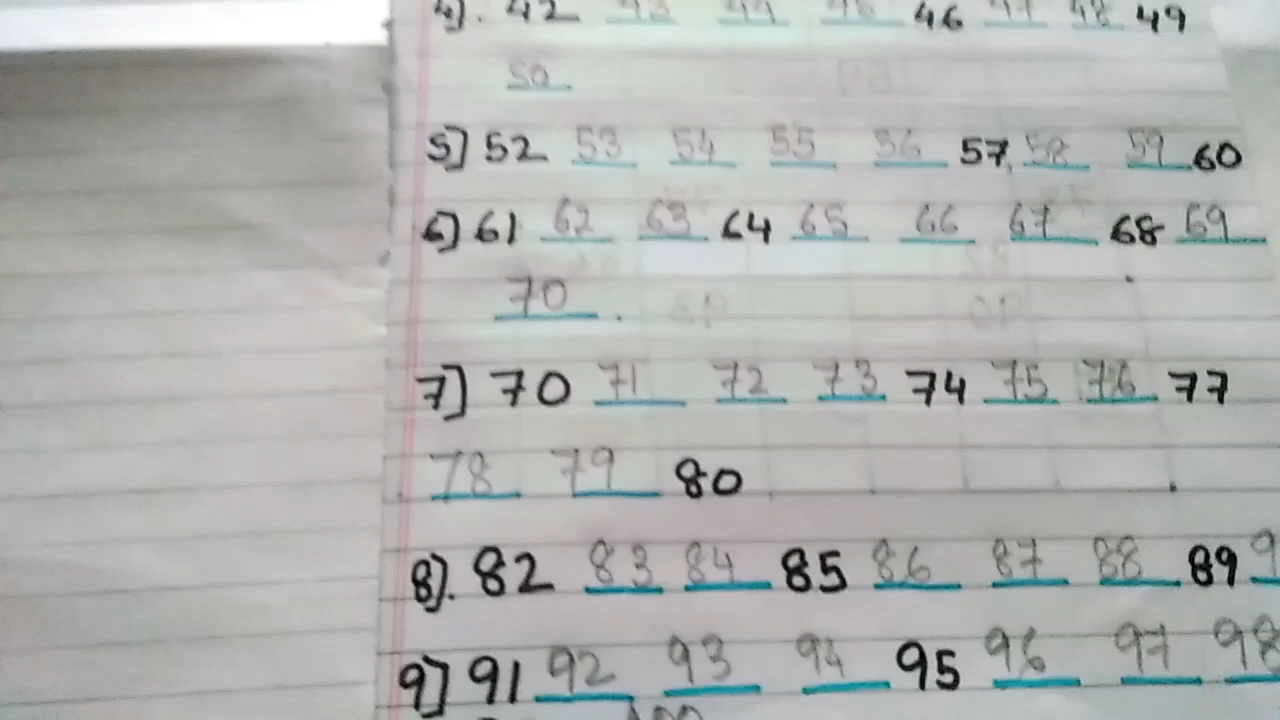 4). 42 43 44 45 46 47 48 49
50
5] 52 53 54 55 56 57, 58 59 60
6] 61 62 63 64 65 66 67 68 69
70 .
7] 70 71 72 73 74 75 76 77
78 79 80
8]. 82 83 84 85 86 87 88 89 9
9] 91 92 93 94 95 96 97 98
100